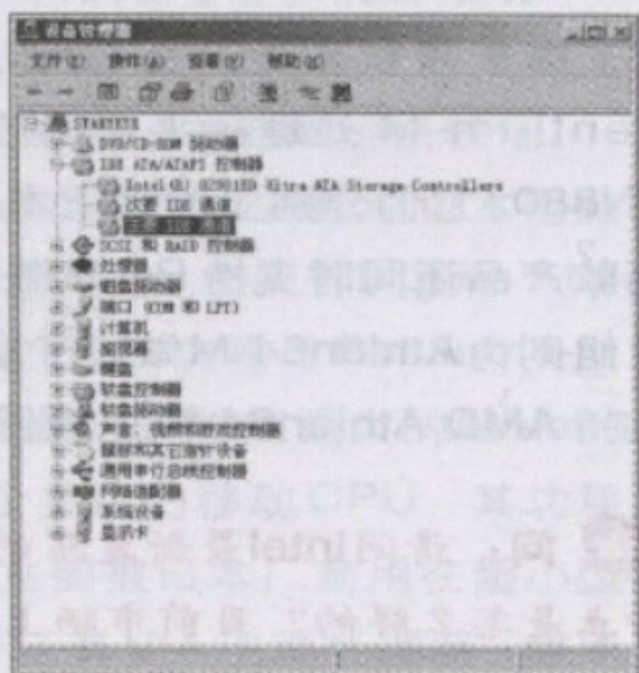 设备管理器
文件(F) 操作(A) 查看(V) 帮助(H)
DVD/CD-ROM 驱动器
IDE ATA/ATAPI 控制器
Intel(R) 82801BD Ultra ATA Storage Controllers
次要 IDE 通道
主要 IDE 通道
SCSI 和 RAID 控制器
处理器
磁盘驱动器
端口 (COM 和 LPT)
计算机
监视器
键盘
软盘控制器
软盘驱动器
声音、视频和游戏控制器
鼠标和其它指针设备
通用串行总线控制器
网络适配器
系统设备
显示卡